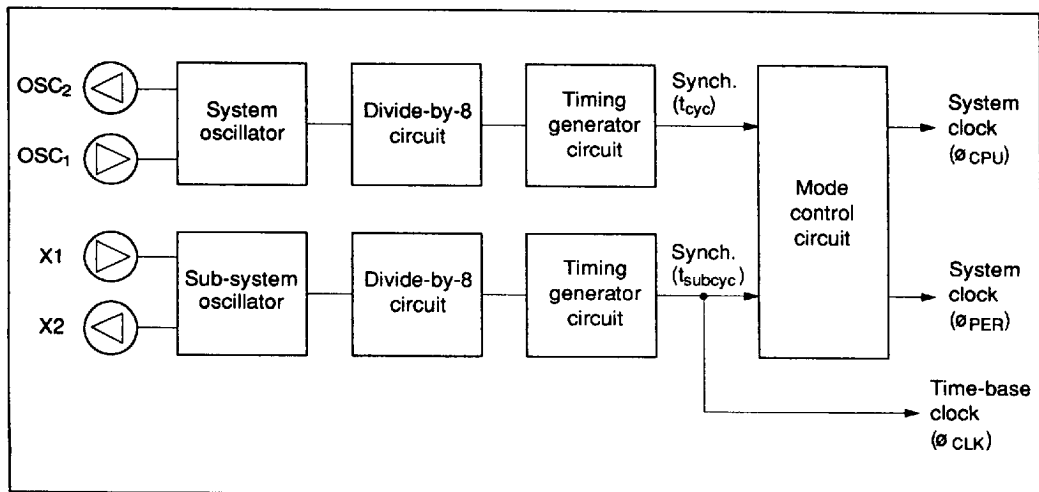 OSC2
OSC1
System
oscillator
Divide-by-8
circuit
Timing
generator
circuit
Synch.
(tcyc)
Mode
control
circuit
System
clock
(øCPU)
X1
X2
Sub-system
oscillator
Divide-by-8
circuit
Timing
generator
circuit
Synch.
(tsubcyc)
System
clock
(øPER)
Time-base
clock
(øCLK)